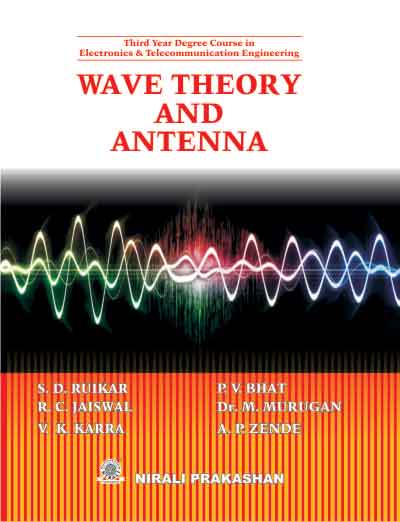 Third Year Degree Course in
Electronics & Telecommunication Engineering
WAVE THEORY
AND
ANTENNA
S. D. RUIKAR
R. C. JAISWAL
V. K. KARRA
P. V. BHAT
Dr. M. MURUGAN
A. P. ZENDE
NIRALI PRAKASHAN